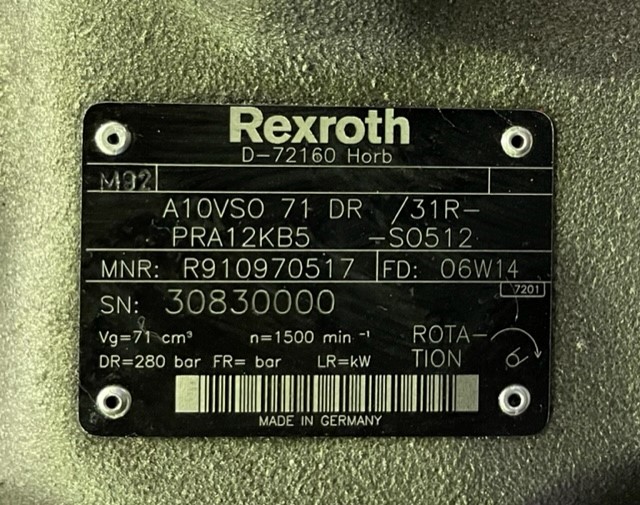 Rexroth
D-72160 Horb
M92
A10VSO 71 DR /31R-
PRA12KB5 -SO512
MNR: R910970517 FD: 06W14
7201
SN: 30830000
Vg=71 cm³ n=1500 min⁻¹ ROTA-
DR=280 bar FR= bar LR=kW TION
MADE IN GERMANY